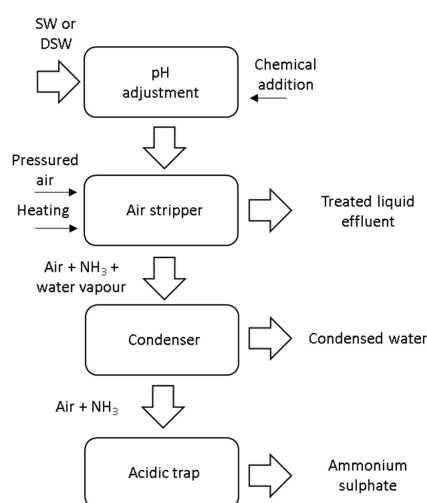 SW or
DSW
pH
adjustment
Chemical
addition
Pressured
air
Heating
Air stripper
Treated liquid
effluent
Air + NH₃ +
water vapour
Condenser
Condensed water
Air + NH₃
Acidic trap
Ammonium
sulphate